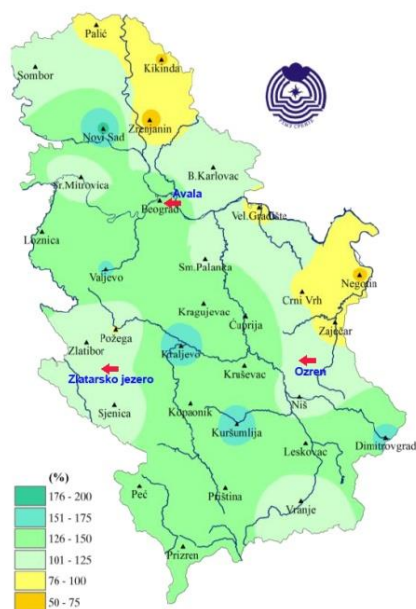 Palić
Sombor
Kikinda
Novi Sad
Zrenjanin
B.Karlovac
Sr.Mitrovica
Avala
Beograd
Vel.Gradište
Loznica
Valjevo
Sm.Palanka
Negotin
Crni Vrh
Kragujevac
Ćuprija
Zaječar
Požega
Zlatibor
Kraljevo
Zlatarsko jezero
Kruševac
Ozren
Sjenica
Kopaonik
Niš
Kuršumlija
Dimitrovgrad
Leskovac
(%)
176 - 200
151 - 175
126 - 150
101 - 125
76 - 100
50 - 75
Peć
Priština
Vranje
Prizren